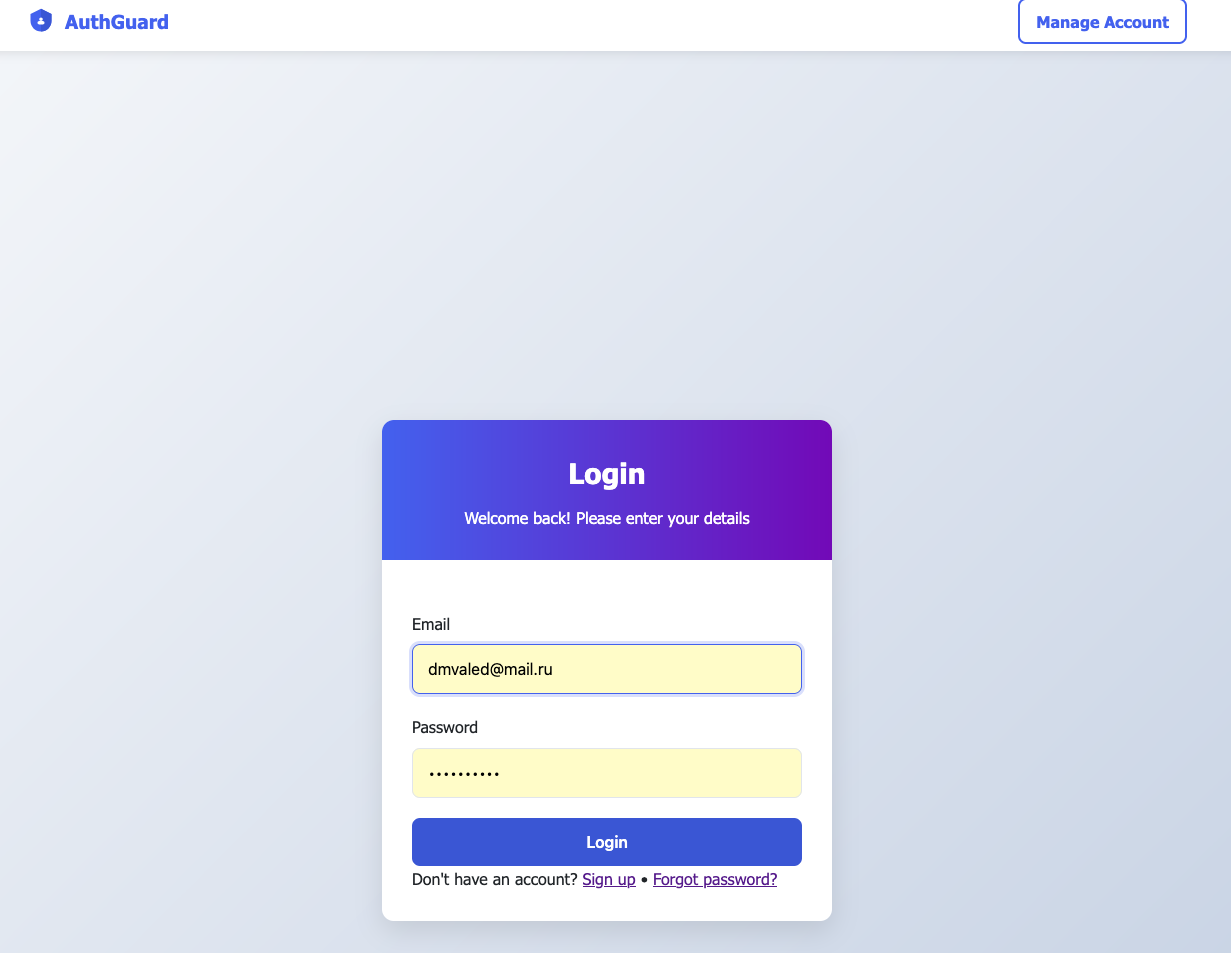 AuthGuard
Manage Account
Login
Welcome back! Please enter your details
Email
dmvaled@mail.ru
Password
••••••••••
Login
Don't have an account? Sign up • Forgot password?